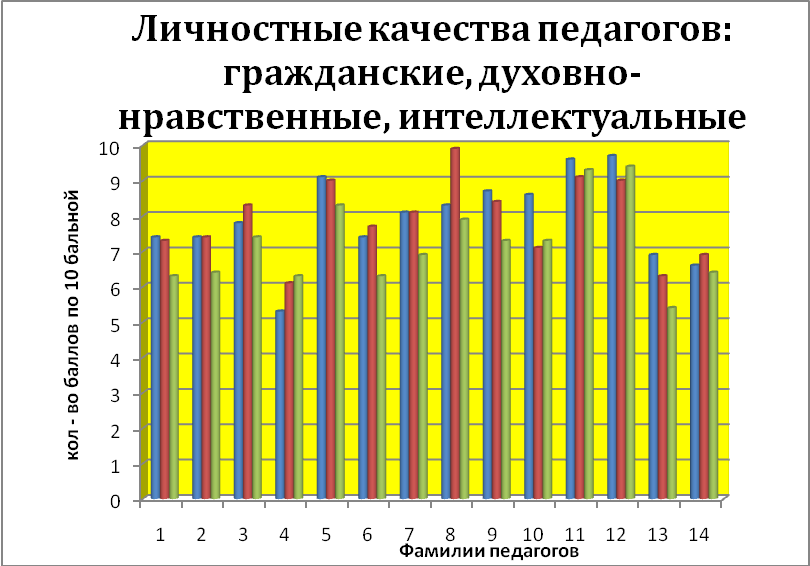 Личностные качества педагогов:
гражданские, духовно-
нравственные, интеллектуальные
кол - во баллов по 10 бальной
10
9
8
7
6
5
4
3
2
1
0
1 2 3 4 5 6 7 8 9 10 11 12 13 14
Фамилии педагогов